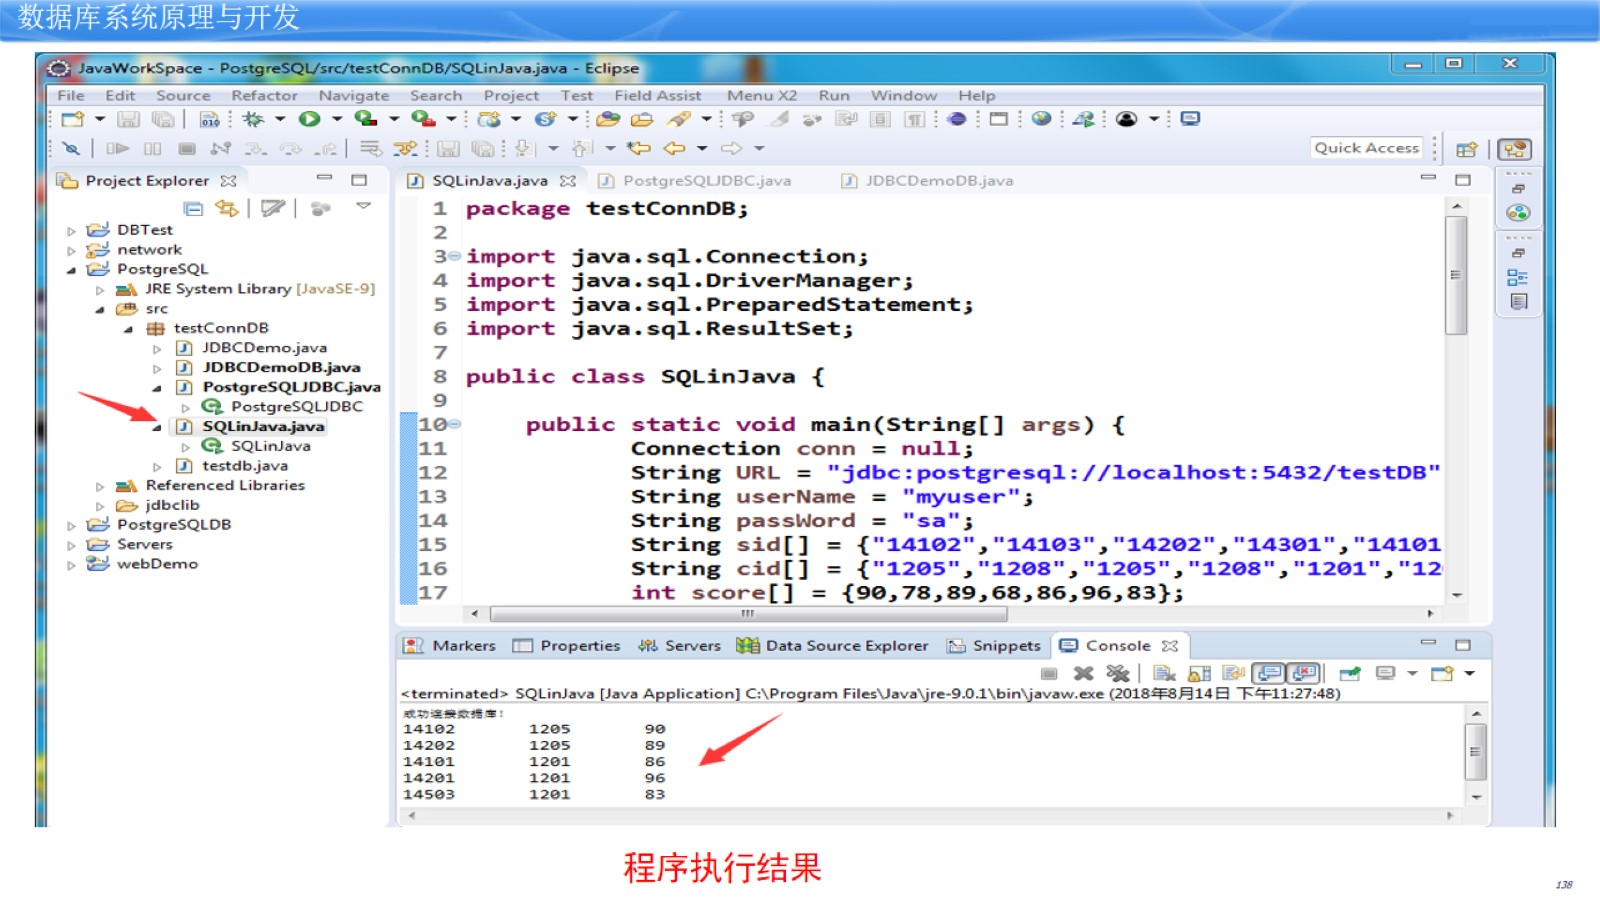 数据库系统原理与开发
JavaWorkSpace - PostgreSQL/src/testConnDB/SQLinJava.java - Eclipse
File Edit Source Refactor Navigate Search Project Test Field Assist Menu X2 Run Window Help
Quick Access
Project Explorer
DBTest
network
PostgreSQL
JRE System Library [JavaSE-9]
src
testConnDB
JDBCDemo.java
JDBCDemoDB.java
PostgreSQLJDBC.java
PostgreSQLJDBC
SQLinJava.java
SQLinJava
testdb.java
Referenced Libraries
jdbclib
PostgreSQLDB
Servers
webDemo
SQLinJava.java PostgreSQLJDBC.java JDBCDemoDB.java
1 package testConnDB;
2
3 import java.sql.Connection;
4 import java.sql.DriverManager;
5 import java.sql.PreparedStatement;
6 import java.sql.ResultSet;
7
8 public class SQLinJava {
9
10 public static void main(String[] args) {
11 Connection conn = null;
12 String URL = "jdbc:postgresql://localhost:5432/testDB"
13 String userName = "myuser";
14 String passWord = "sa";
15 String sid[] = {"14102","14103","14202","14301","14101
16 String cid[] = {"1205","1208","1205","1208","1201","12
17 int score[] = {90,78,89,68,86,96,83};
Markers Properties Servers Data Source Explorer Snippets Console
<terminated> SQLinJava [Java Application] C:\Program Files\Java\jre-9.0.1\bin\javaw.exe (2018年8月14日 下午11:27:48)
成功连接数据库!
14102 1205 90
14202 1205 89
14101 1201 86
14201 1201 96
14503 1201 83
程序执行结果
138